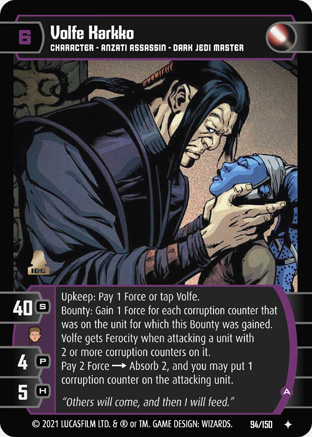 6
Volfe Karkko
CHARACTER - ANZATI ASSASSIN - DARK JEDI MASTER
40 S
4 P
5 H
Upkeep: Pay 1 Force or tap Volfe.
Bounty: Gain 1 Force for each corruption counter that
was on the unit for which this Bounty was gained.
Volfe gets Ferocity when attacking a unit with
2 or more corruption counters on it.
Pay 2 Force → Absorb 2, and you may put 1
corruption counter on the attacking unit.
"Others will come, and then I will feed."
A
© 2021 LUCASFILM LTD. & ® or TM. GAME DESIGN: WIZARDS.
94/150